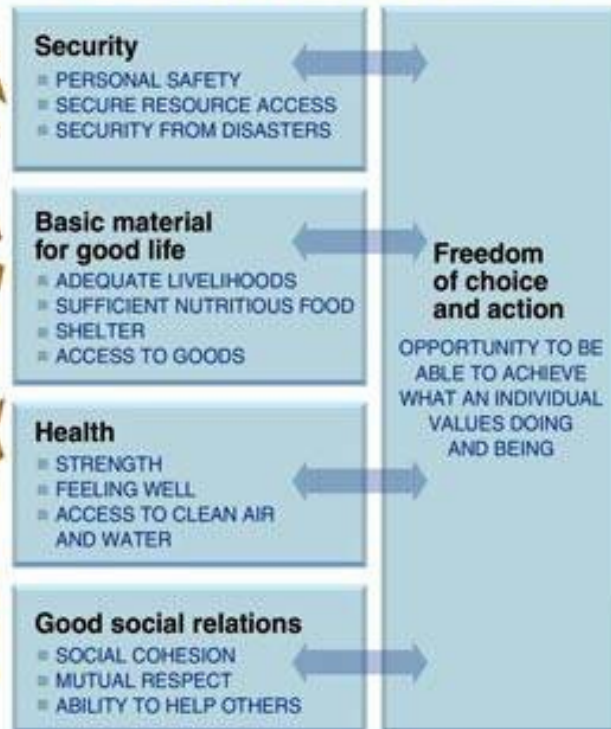 Security
PERSONAL SAFETY
SECURE RESOURCE ACCESS
SECURITY FROM DISASTERS
Basic material
for good life
ADEQUATE LIVELIHOODS
SUFFICIENT NUTRITIOUS FOOD
SHELTER
ACCESS TO GOODS
Health
STRENGTH
FEELING WELL
ACCESS TO CLEAN AIR
AND WATER
Good social relations
SOCIAL COHESION
MUTUAL RESPECT
ABILITY TO HELP OTHERS
Freedom
of choice
and action
OPPORTUNITY TO BE
ABLE TO ACHIEVE
WHAT AN INDIVIDUAL
VALUES DOING
AND BEING